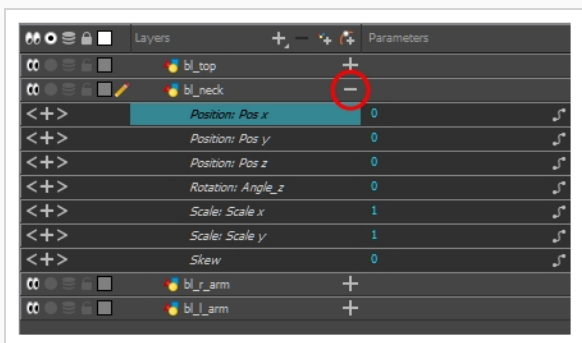 Layers Parameters
bl_top
bl_neck
Position: Pos x 0
Position: Pos y 0
Position: Pos z 0
Rotation: Angle_z 0
Scale: Scale x 1
Scale: Scale y 1
Skew 0
bl_r_arm
bl_l_arm